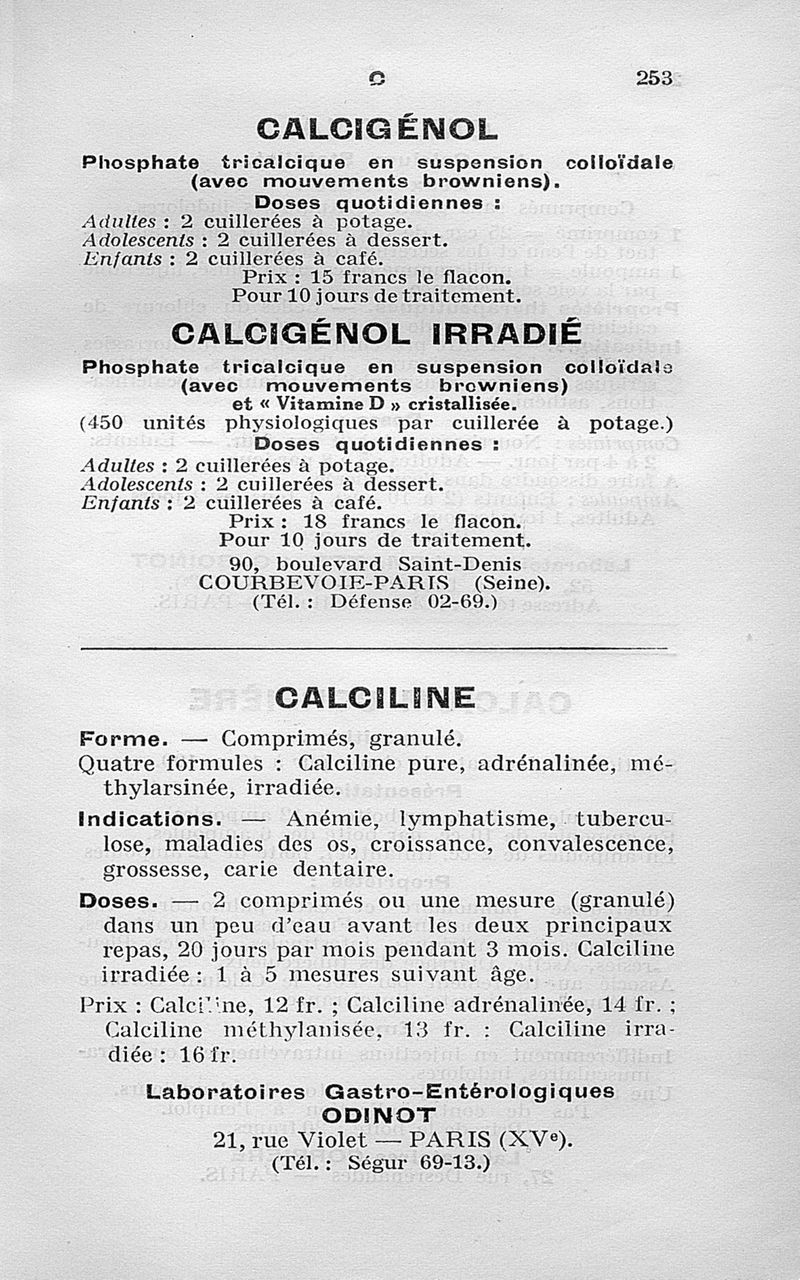 C 253
CALCIGÉNOL
Phosphate tricalcique en suspension colloïdale
(avec mouvements browniens).
Doses quotidiennes :
Adultes : 2 cuillerées à potage.
Adolescents : 2 cuillerées à dessert.
Enfants : 2 cuillerées à café.
Prix : 15 francs le flacon.
Pour 10 jours de traitement.
CALCIGÉNOL IRRADIÉ
Phosphate tricalcique en suspension colloïdale
(avec mouvements browniens)
et « Vitamine D » cristallisée.
(450 unités physiologiques par cuillerée à potage.)
Doses quotidiennes :
Adultes : 2 cuillerées à potage.
Adolescents : 2 cuillerées à dessert.
Enfants : 2 cuillerées à café.
Prix : 18 francs le flacon.
Pour 10 jours de traitement.
90, boulevard Saint-Denis
COURBEVOIE-PARIS (Seine).
(Tél. : Défense 02-69.)
CALCILINE
Forme. — Comprimés, granulé.
Quatre formules : Calciline pure, adrénalinée, mé-
thylarsinée, irradiée.
Indications. — Anémie, lymphatisme, tubercu-
lose, maladies des os, croissance, convalescence,
grossesse, carie dentaire.
Doses. — 2 comprimés ou une mesure (granulé)
dans un peu d'eau avant les deux principaux
repas, 20 jours par mois pendant 3 mois. Calciline
irradiée : 1 à 5 mesures suivant âge.
Prix : Calciline, 12 fr. ; Calciline adrénalinée, 14 fr. ;
Calciline méthylanisée, 13 fr. : Calciline irra-
diée : 16 fr.
Laboratoires Gastro-Entérologiques
ODINOT
21, rue Violet — PARIS (XVe).
(Tél. : Ségur 69-13.)